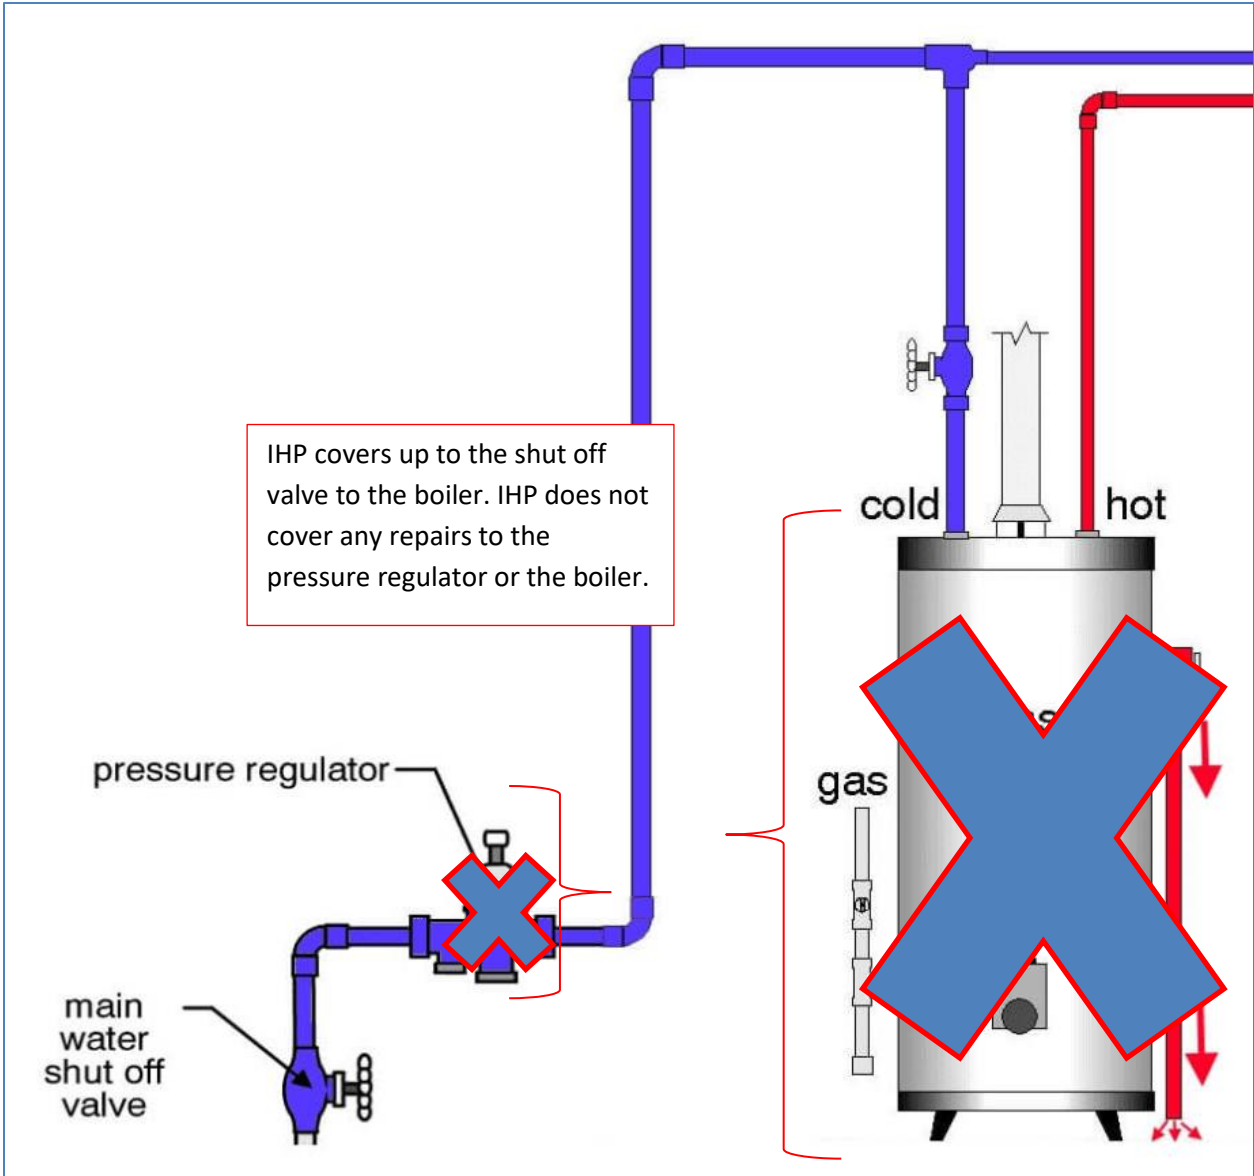 IHP covers up to the shut off
valve to the boiler. IHP does not
cover any repairs to the
pressure regulator or the boiler.
cold
hot
pressure regulator
gas
main
water
shut off
valve